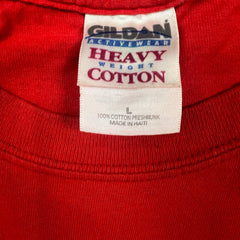 GILDAN
ACTIVEWEAR
HEAVY
WEIGHT
COTTON
L
100% COTTON PRESHRUNK
MADE IN HAITI